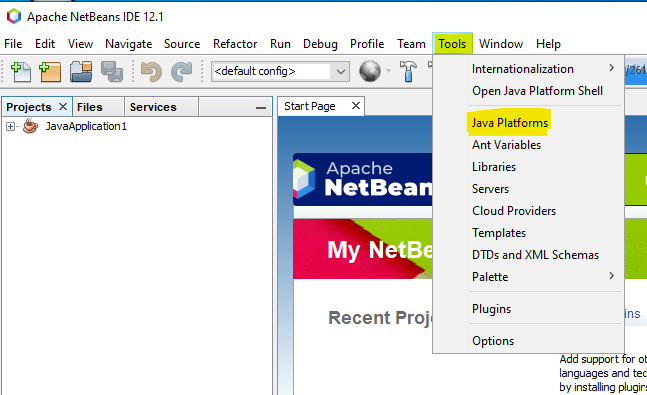 Apache NetBeans IDE 12.1
File Edit View Navigate Source Refactor Run Debug Profile Team Tools Window Help
<default config>
Projects Files Services
JavaApplication1
Start Page
Apache
NetBeans
My NetBe
Recent Proj
Internationalization
Open Java Platform Shell
Java Platforms
Ant Variables
Libraries
Servers
Cloud Providers
Templates
DTDs and XML Schemas
Palette
Plugins
Options
/261
ins
Add support for ot
languages and tec
by installing plugins